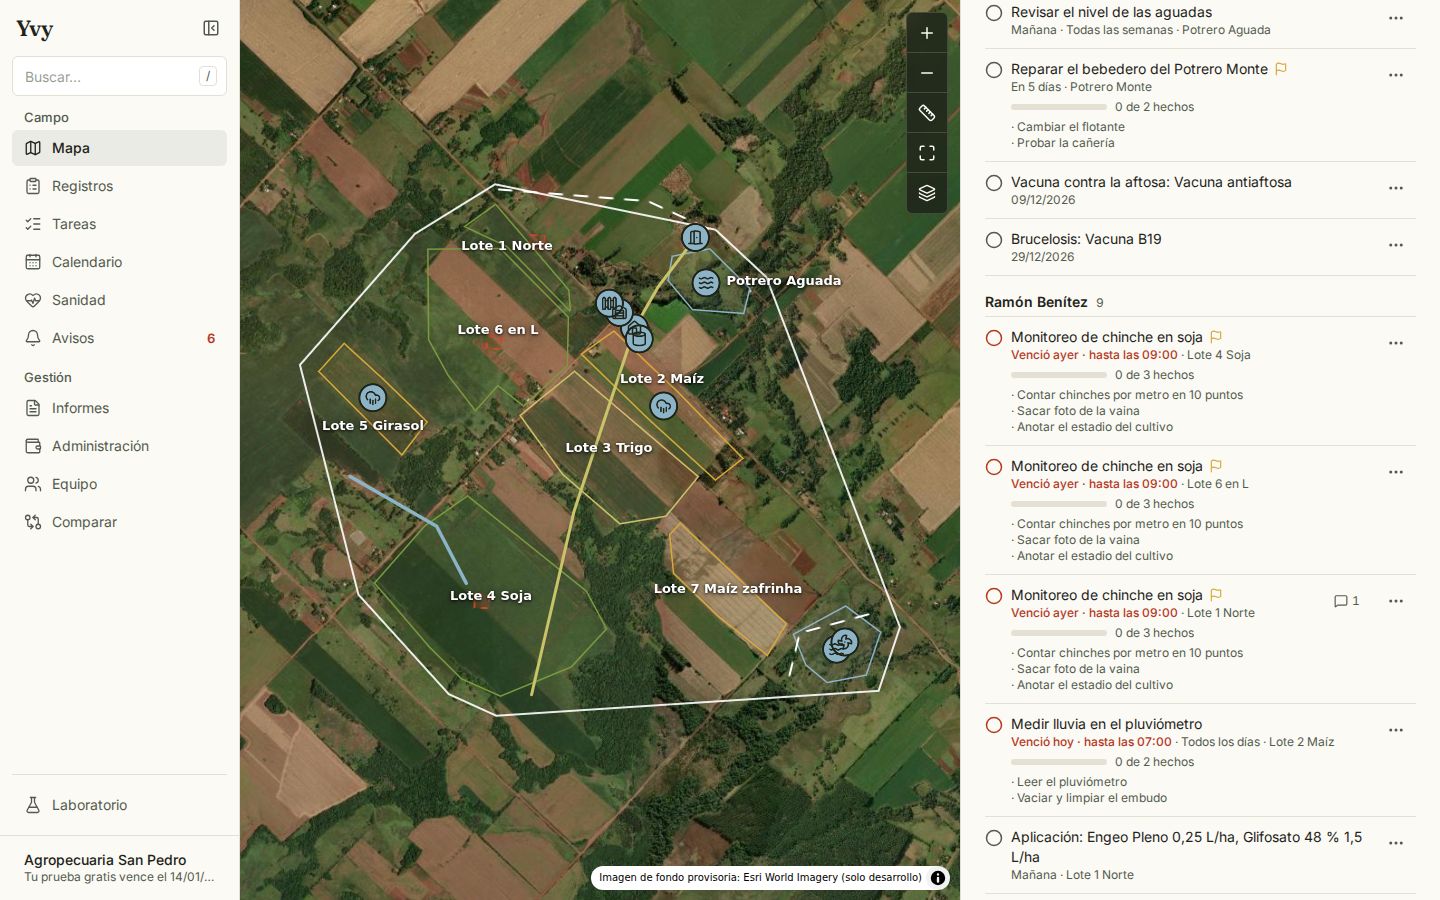 Yvy
Buscar...
/
Campo
Mapa
Registros
Tareas
Calendario
Sanidad
Avisos
6
Gestión
Informes
Administración
Equipo
Comparar
Laboratorio
Agropecuaria San Pedro
Tu prueba gratis vence el 14/01/...
Lote 1 Norte
Potrero Aguada
Lote 6 en L
Lote 2 Maíz
Lote 5 Girasol
Lote 3 Trigo
Lote 7 Maíz zafrinha
Lote 4 Soja
Imagen de fondo provisoria: Esri World Imagery (solo desarrollo)
Revisar el nivel de las aguadas
Mañana · Todas las semanas · Potrero Aguada
Reparar el bebedero del Potrero Monte
En 5 días · Potrero Monte
0 de 2 hechos
· Cambiar el flotante
· Probar la cañería
Vacuna contra la aftosa: Vacuna antiaftosa
09/12/2026
Brucelosis: Vacuna B19
29/12/2026
Ramón Benítez 9
Monitoreo de chinche en soja
Venció ayer · hasta las 09:00 · Lote 4 Soja
0 de 3 hechos
· Contar chinches por metro en 10 puntos
· Sacar foto de la vaina
· Anotar el estadio del cultivo
Monitoreo de chinche en soja
Venció ayer · hasta las 09:00 · Lote 6 en L
0 de 3 hechos
· Contar chinches por metro en 10 puntos
· Sacar foto de la vaina
· Anotar el estadio del cultivo
Monitoreo de chinche en soja
1
Venció ayer · hasta las 09:00 · Lote 1 Norte
0 de 3 hechos
· Contar chinches por metro en 10 puntos
· Sacar foto de la vaina
· Anotar el estadio del cultivo
Medir lluvia en el pluviómetro
Venció hoy · hasta las 07:00 · Todos los días · Lote 2 Maíz
0 de 2 hechos
· Leer el pluviómetro
· Vaciar y limpiar el embudo
Aplicación: Engeo Pleno 0,25 L/ha, Glifosato 48 % 1,5
L/ha
Mañana · Lote 1 Norte